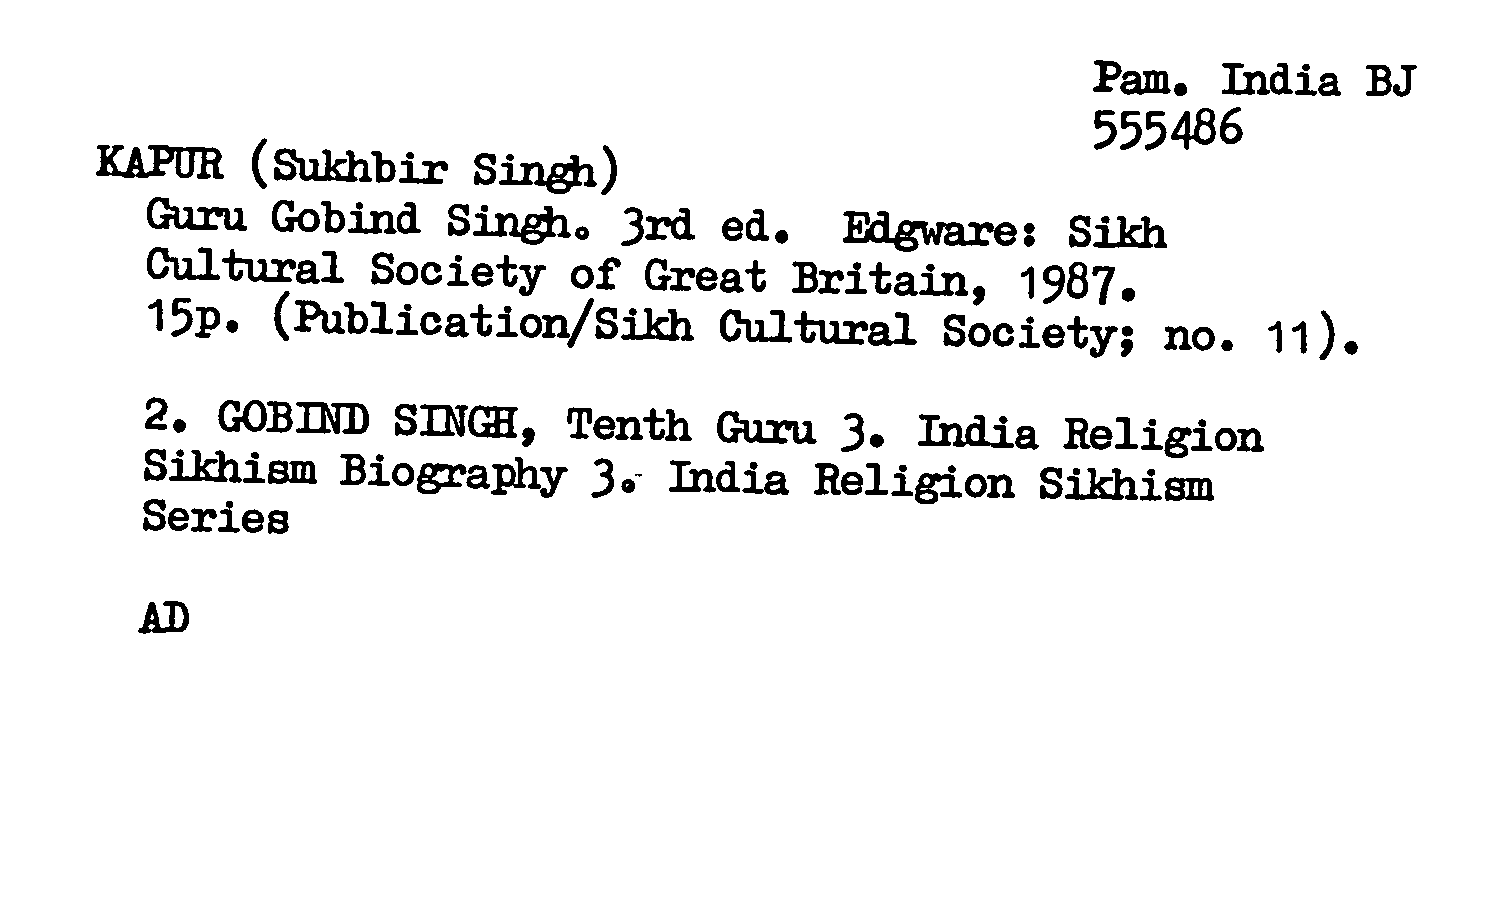 Pam. India BJ
555486
KAPUR (Sukhbir Singh)
Guru Gobind Singh. 3rd ed. Edgware: Sikh
Cultural Society of Great Britain, 1987.
15p. (Publication/Sikh Cultural Society; no. 11).
2. GOBIND SINGH, Tenth Guru 3. India Religion
Sikhism Biography 3. India Religion Sikhism
Series
AD